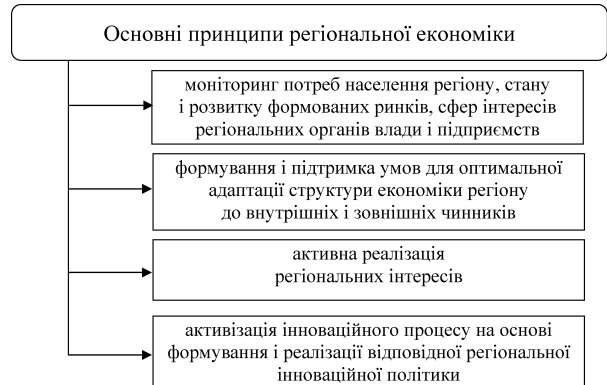 Основні принципи регіональної економіки
моніторинг потреб населення регіону, стану
і розвитку формованих ринків, сфер інтересів
регіональних органів влади і підприємств
формування і підтримка умов для оптимальної
адаптації структури економіки регіону
до внутрішніх і зовнішніх чинників
активна реалізація
регіональних інтересів
активізація інноваційного процесу на основі
формування і реалізації відповідної регіональної
інноваційної політики